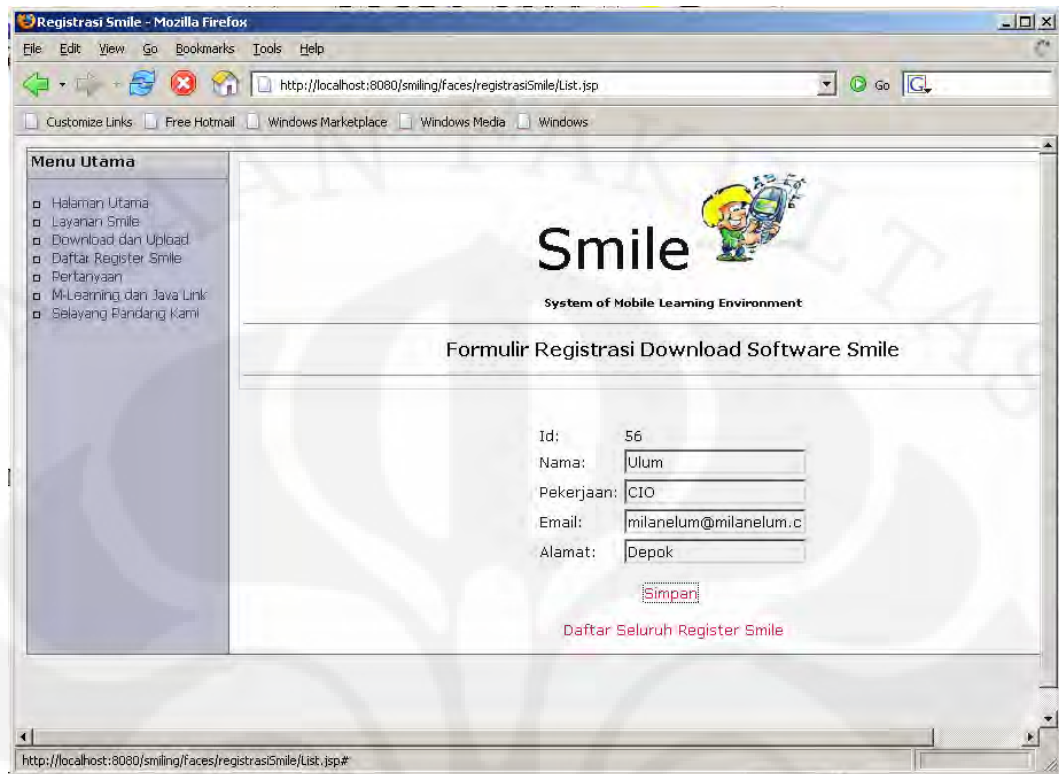 Registrasi Smile - Mozilla Firefox
File Edit View Go Bookmarks Tools Help
http://localhost:8080/smiling/faces/registrasiSmile/List.jsp
Go
G
Customize Links Free Hotmail Windows Marketplace Windows Media Windows
Menu Utama
Halaman Utama
Layanan Smile
Download dan Upload
Daftar Register Smile
Pertanyaan
M-Learning dan Java Link
Selayang Pandang Kami
Smile
System of Mobile Learning Environment
Formulir Registrasi Download Software Smile
Id: 56
Nama: Ulum
Pekerjaan: CIO
Email: milanelum@milanelum.c
Alamat: Depok
Simpan
Daftar Seluruh Register Smile
http://localhost:8080/smiling/faces/registrasiSmile/List.jsp#